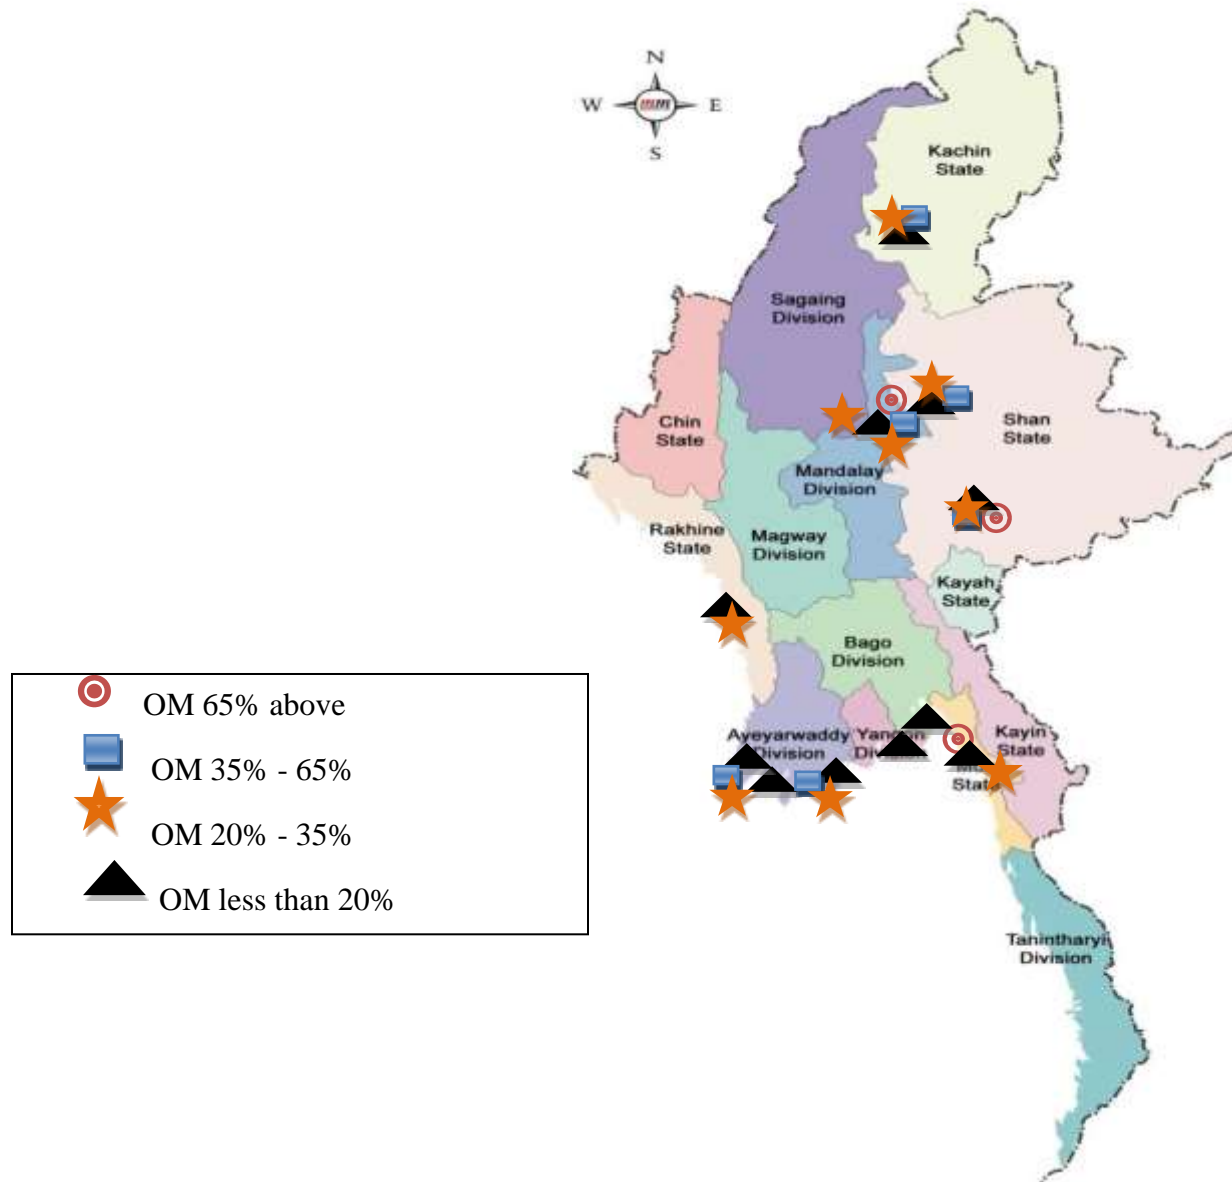 N
W E
S
Kachin
State
Sagaing
Division
Chin
State
Shan
State
Mandalay
Division
Rakhine
State
Magway
Division
Kayah
State
Bago
Division
Ayeyarwaddy
Division
Kayin
State
State
Tanintharyi
Division
OM 65% above
OM 35% - 65%
OM 20% - 35%
OM less than 20%